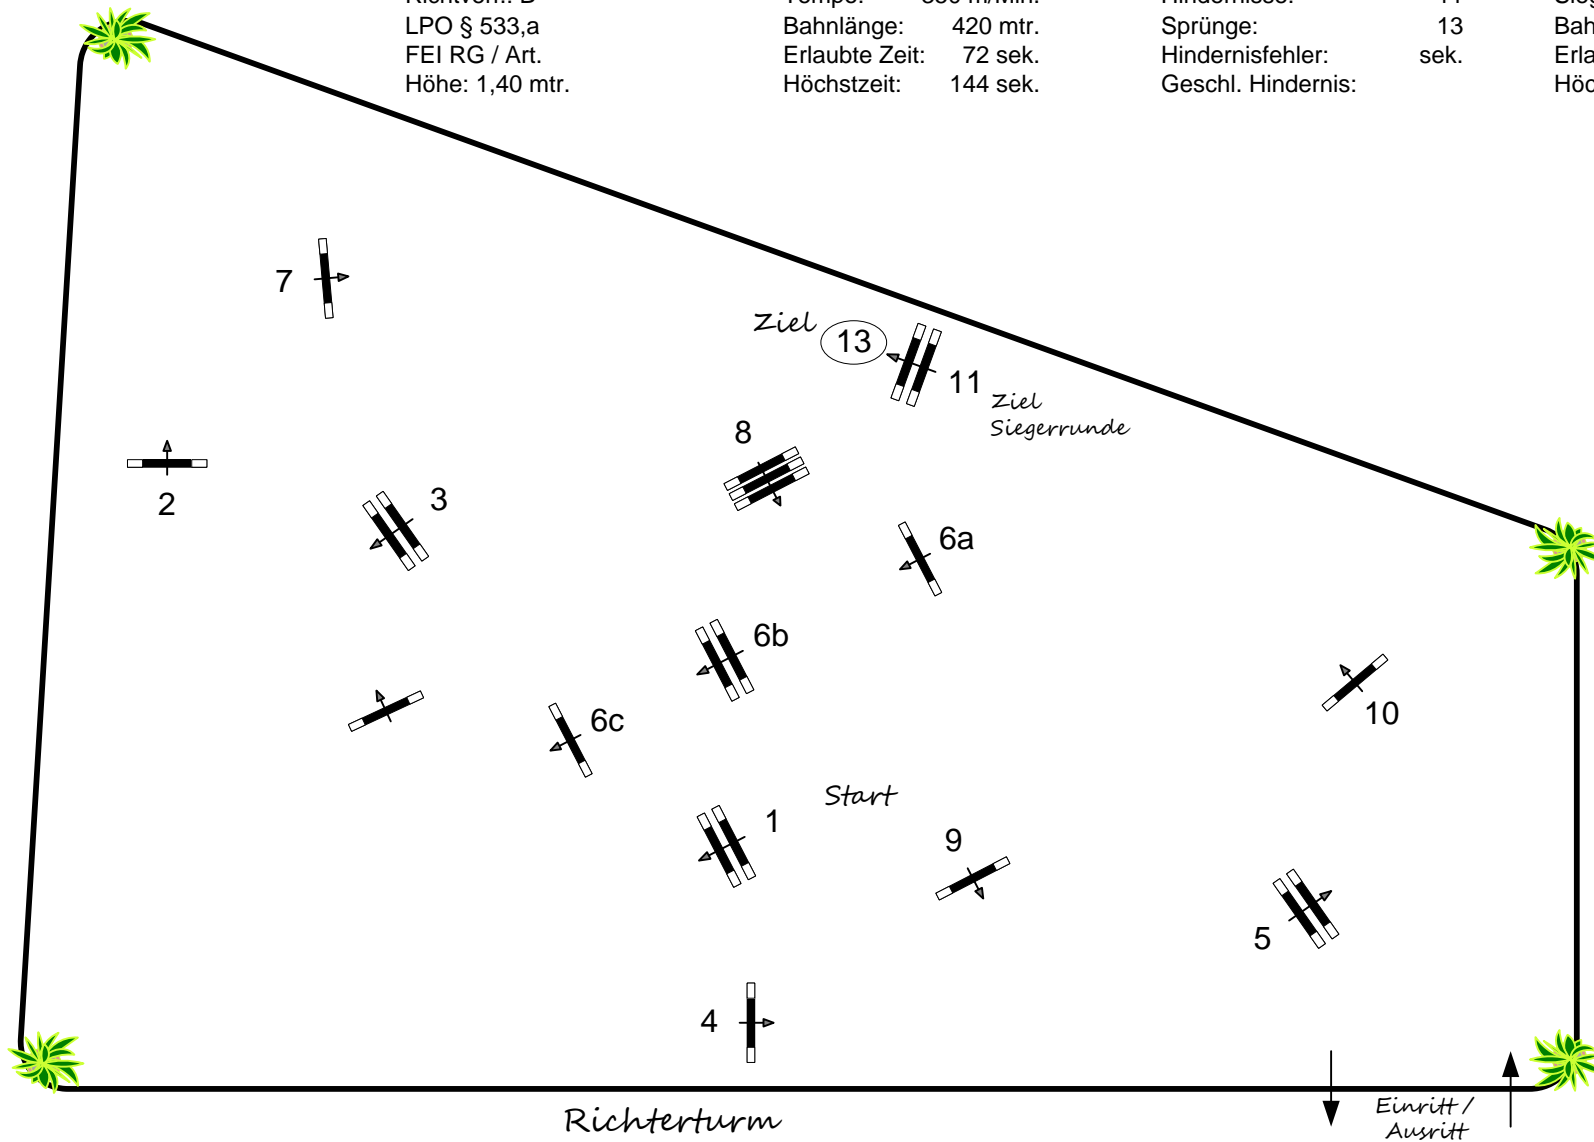 LPO § 533,a Bahnlänge: 420 mtr. Sprünge: 13
FEI RG / Art. Erlaubte Zeit: 72 sek. Hindernisfehler: sek.
Höhe: 1,40 mtr. Höchstzeit: 144 sek. Geschl. Hindernis:
7
Ziel
13
11
Ziel
Siegerrunde
8
2
3
6a
6b
10
6c
Start
1
9
5
4
Richterturm
Einritt /
Ausritt